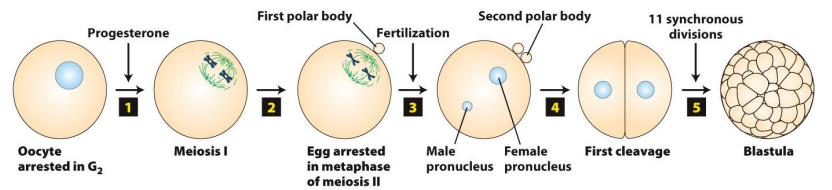 First polar body
Second polar body
11 synchronous
divisions
Progesterone
Fertilization
1
2
3
4
5
Oocyte
arrested in G₂
Meiosis I
Egg arrested
in metaphase
of meiosis II
Male
pronucleus
Female
pronucleus
First cleavage
Blastula